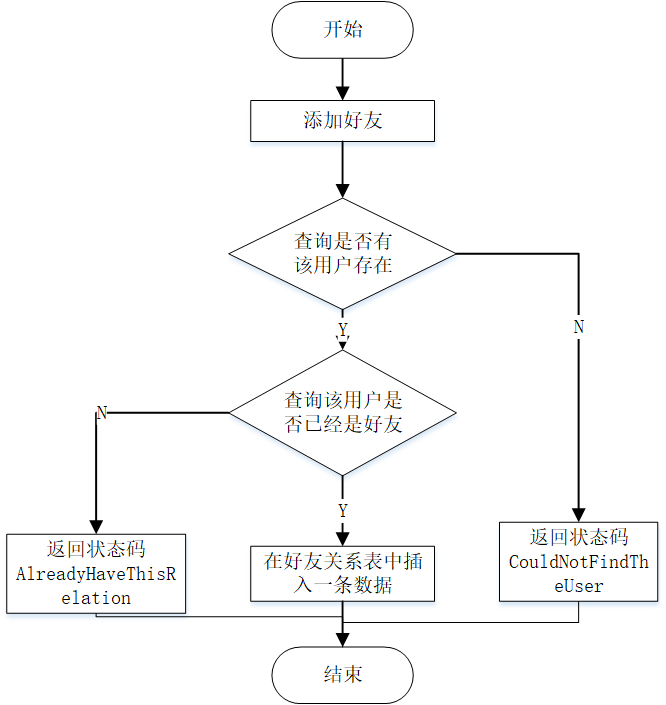 开始
添加好友
查询是否有
该用户存在
N
Y
查询该用户是
否已经是好友
N
Y
返回状态码
AlreadyHaveThisR
elation
在好友关系表中插
入一条数据
返回状态码
CouldNotFindTh
eUser
结束